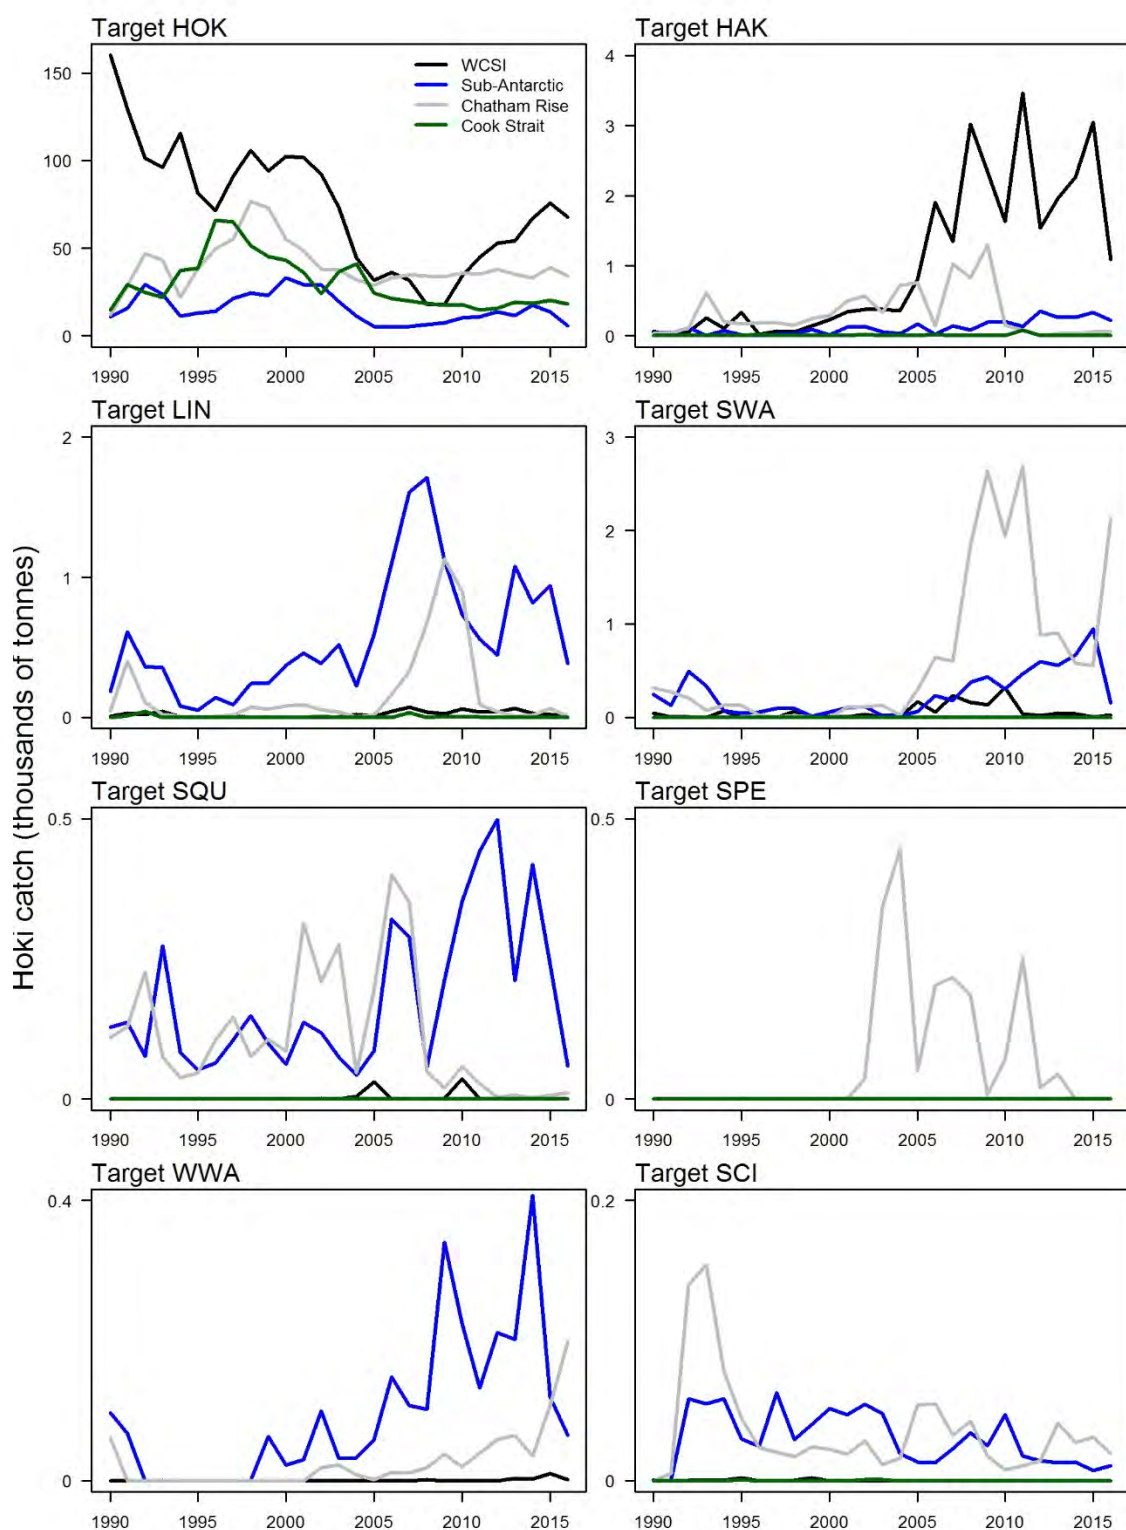 Hoki catch (thousands of tonnes)
Target HOK
150
100
50
0
WCSI
Sub-Antarctic
Chatham Rise
Cook Strait
1990 1995 2000 2005 2010 2015
Target HAK
4
3
2
1
0
1990 1995 2000 2005 2010 2015
Target LIN
2
1
0
1990 1995 2000 2005 2010 2015
Target SWA
3
2
1
0
1990 1995 2000 2005 2010 2015
Target SQU
0.5
0
1990 1995 2000 2005 2010 2015
Target SPE
0.5
0
1990 1995 2000 2005 2010 2015
Target WWA
0.4
0
1990 1995 2000 2005 2010 2015
Target SCI
0.2
0
1990 1995 2000 2005 2010 2015